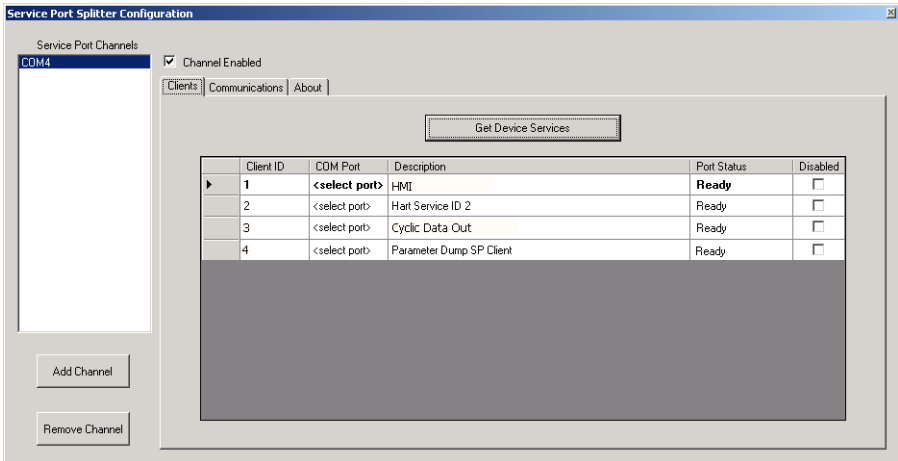 Service Port Splitter Configuration
Service Port Channels
COM4
Channel Enabled
Clients Communications About
Get Device Services
Client ID COM Port Description Port Status Disabled
1 <select port> HMI Ready
2 <select port> Hart Service ID 2 Ready
3 <select port> Cyclic Data Out Ready
4 <select port> Parameter Dump SP Client Ready
Add Channel
Remove Channel